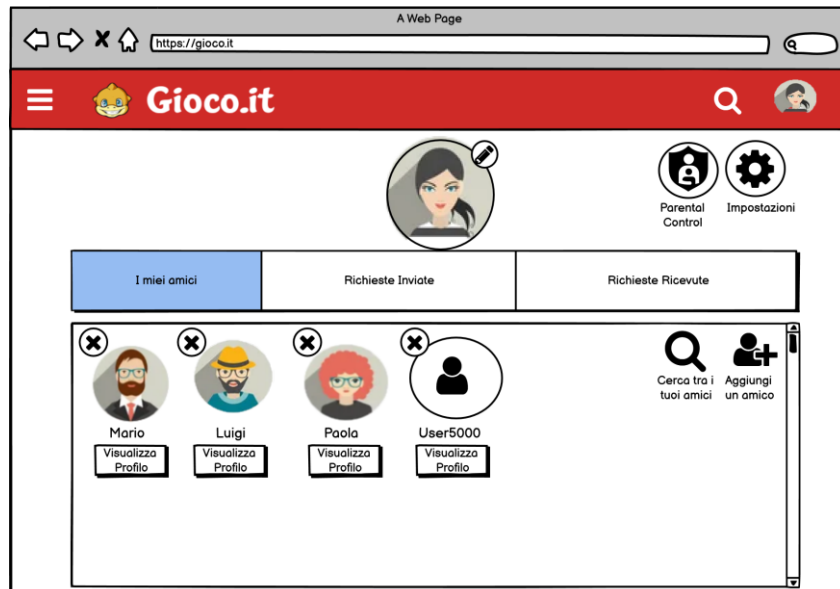 A Web Page
https://gioco.it
Gioco.it
Parental
Control
Impostazioni
I miei amici
Richieste Inviate
Richieste Ricevute
Cerca tra i
tuoi amici
Aggiungi
un amico
Mario
Luigi
Paola
User5000
Visualizza
Profilo
Visualizza
Profilo
Visualizza
Profilo
Visualizza
Profilo